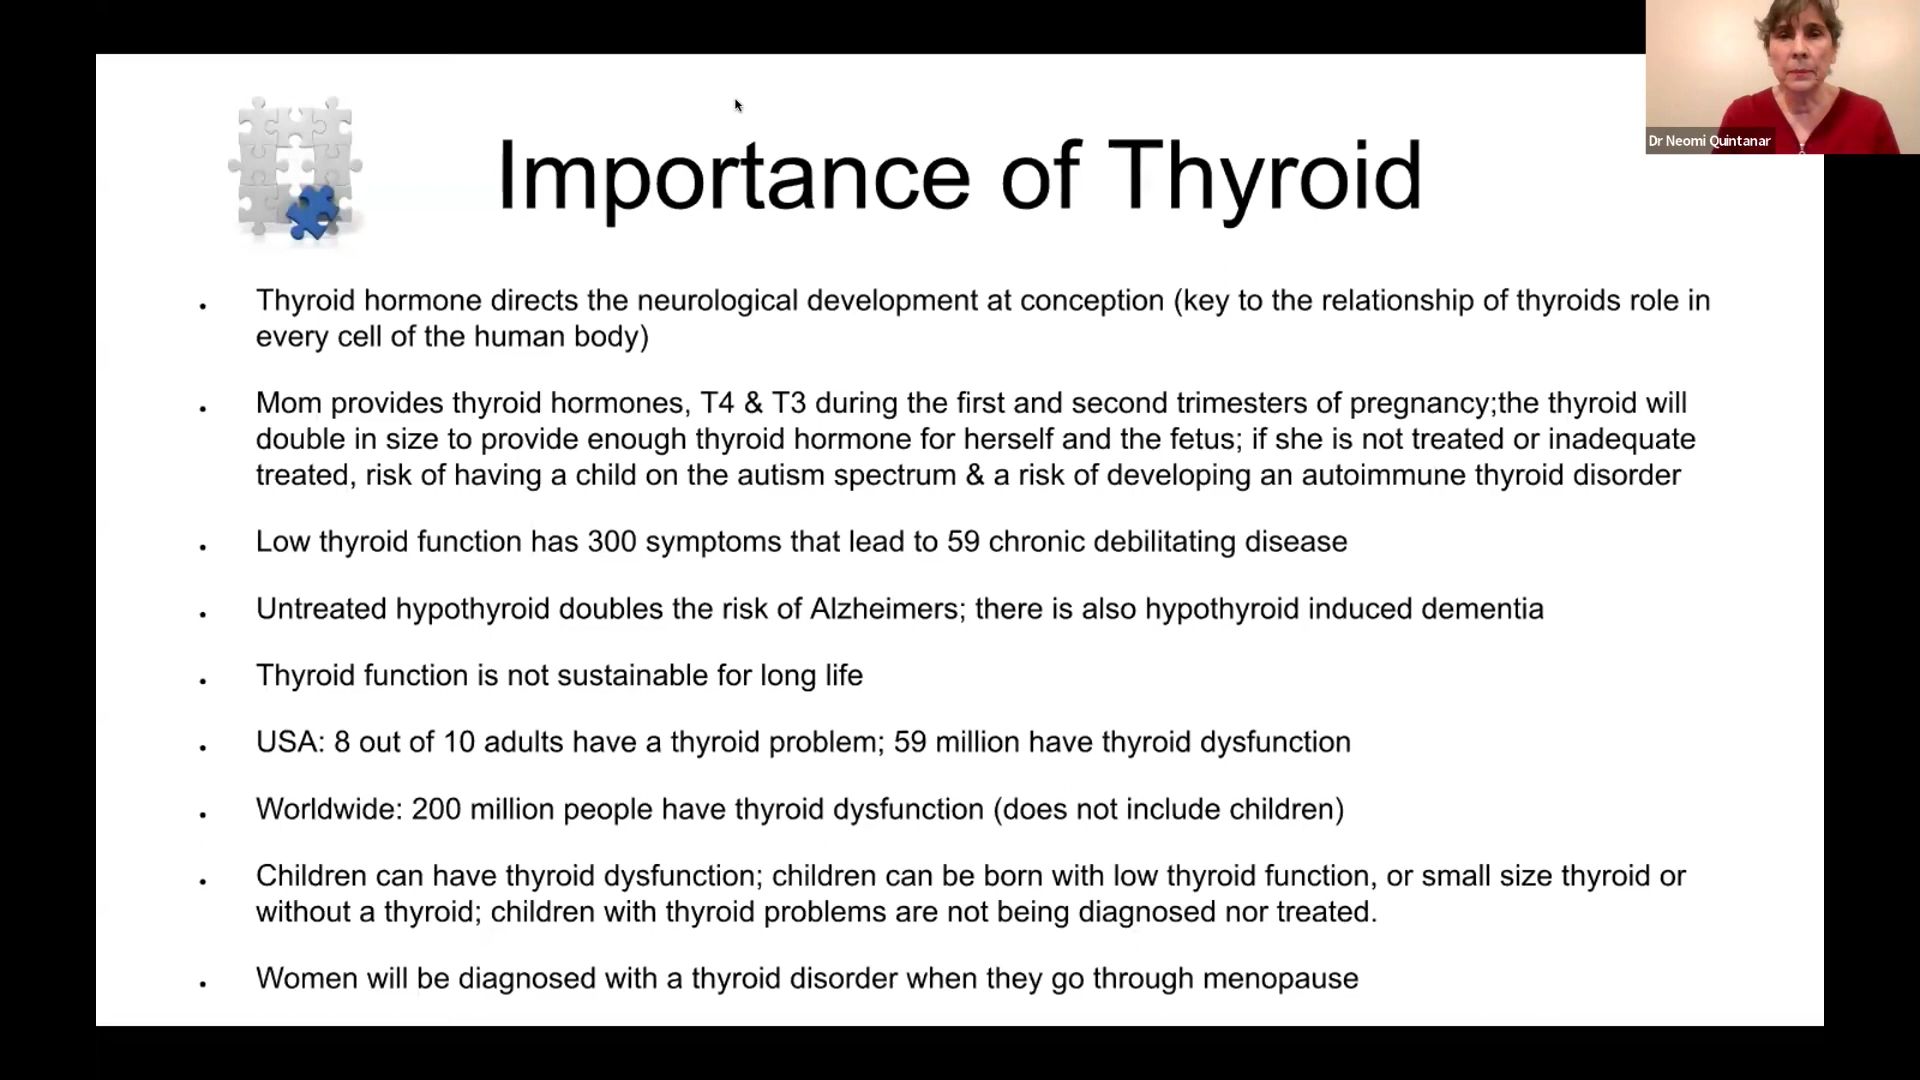 Dr Neomi Quintanar
Importance of Thyroid
• Thyroid hormone directs the neurological development at conception (key to the relationship of thyroids role in
every cell of the human body)
• Mom provides thyroid hormones, T4 & T3 during the first and second trimesters of pregnancy;the thyroid will
double in size to provide enough thyroid hormone for herself and the fetus; if she is not treated or inadequate
treated, risk of having a child on the autism spectrum & a risk of developing an autoimmune thyroid disorder
• Low thyroid function has 300 symptoms that lead to 59 chronic debilitating disease
• Untreated hypothyroid doubles the risk of Alzheimers; there is also hypothyroid induced dementia
• Thyroid function is not sustainable for long life
• USA: 8 out of 10 adults have a thyroid problem; 59 million have thyroid dysfunction
• Worldwide: 200 million people have thyroid dysfunction (does not include children)
• Children can have thyroid dysfunction; children can be born with low thyroid function, or small size thyroid or
without a thyroid; children with thyroid problems are not being diagnosed nor treated.
• Women will be diagnosed with a thyroid disorder when they go through menopause